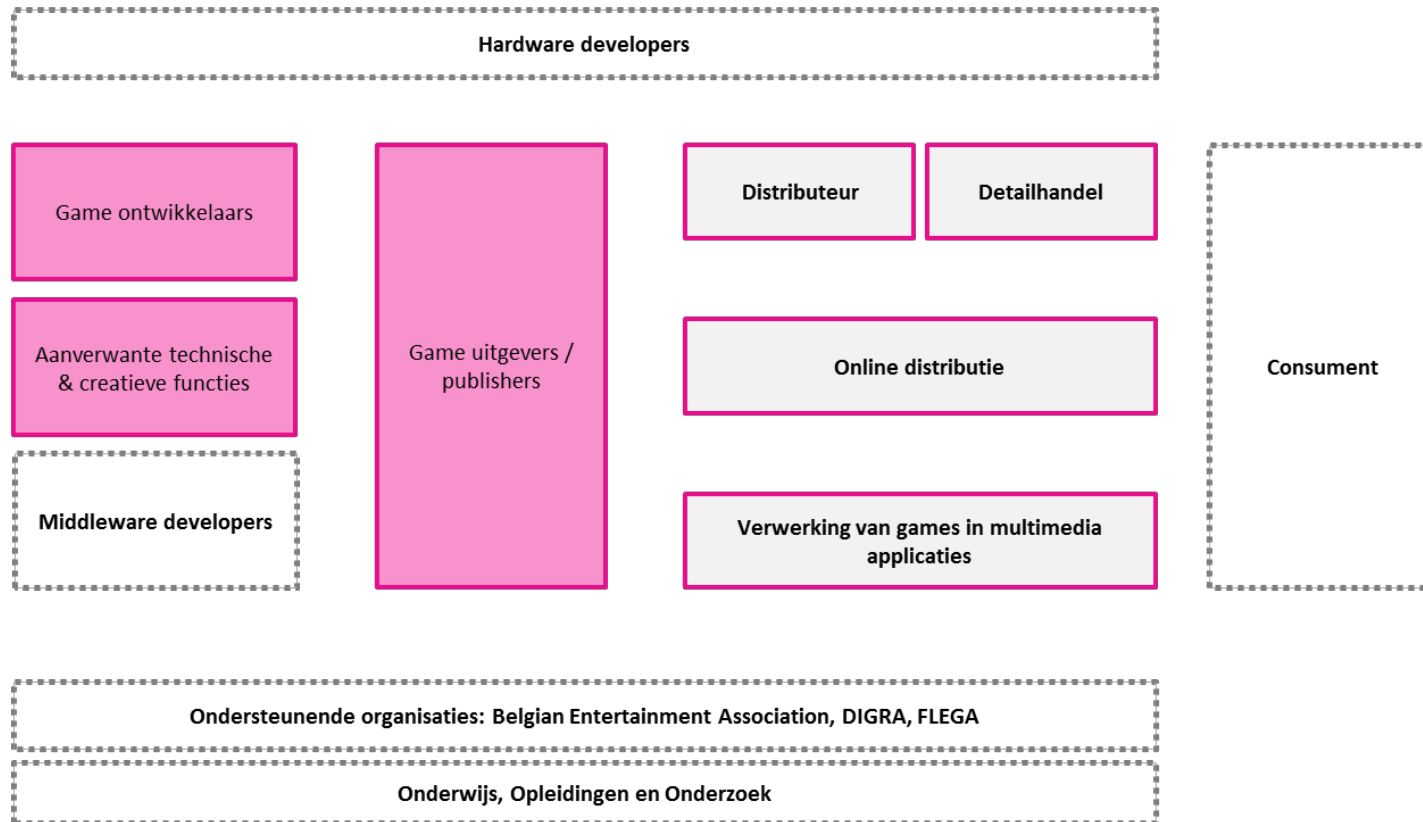 Hardware developers
Game ontwikkelaars
Aanverwante technische
& creatieve functies
Middleware developers
Game uitgevers /
publishers
Distributeur
Detailhandel
Online distributie
Verwerking van games in multimedia
applicaties
Consument
Ondersteunende organisaties: Belgian Entertainment Association, DIGRA, FLEGA
Onderwijs, Opleidingen en Onderzoek